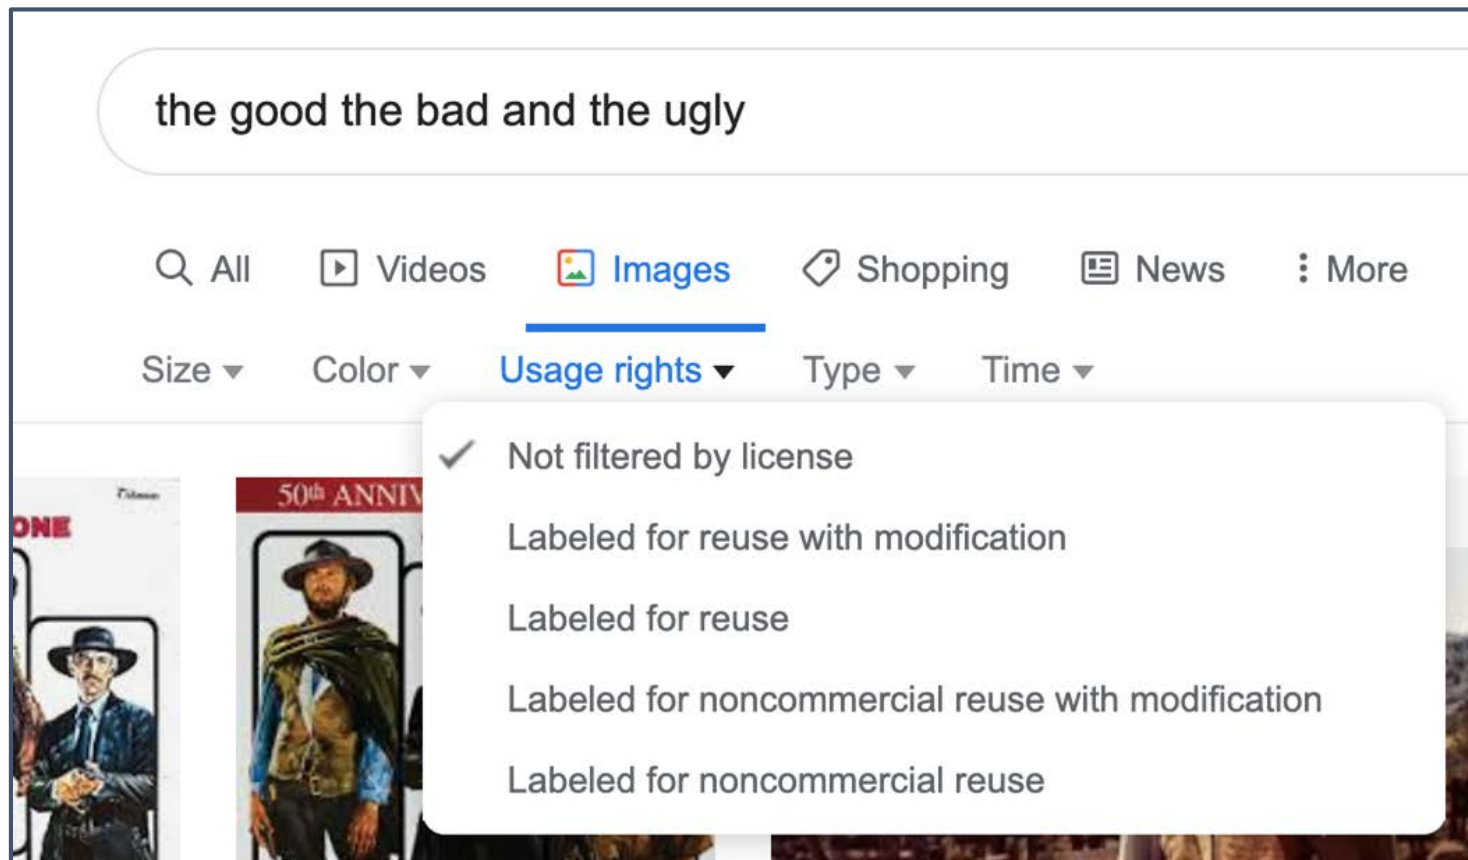 the good the bad and the ugly
All Videos Images Shopping News More
Size Color Usage rights Type Time
Not filtered by license
Labeled for reuse with modification
Labeled for reuse
Labeled for noncommercial reuse with modification
Labeled for noncommercial reuse
ONE
50th ANNIV